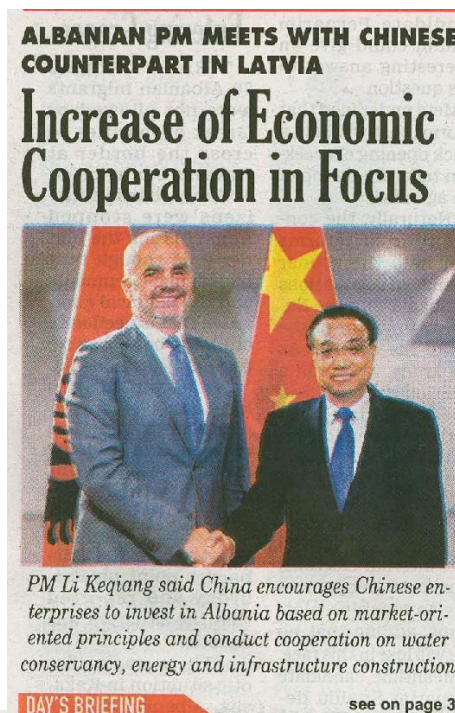 ALBANIAN PM MEETS WITH CHINESE
COUNTERPART IN LATVIA
Increase of Economic
Cooperation in Focus
PM Li Keqiang said China encourages Chinese en-
terprises to invest in Albania based on market-ori-
ented principles and conduct cooperation on water
conservancy, energy and infrastructure construction
DAY'S BRIEFING
see on page 3